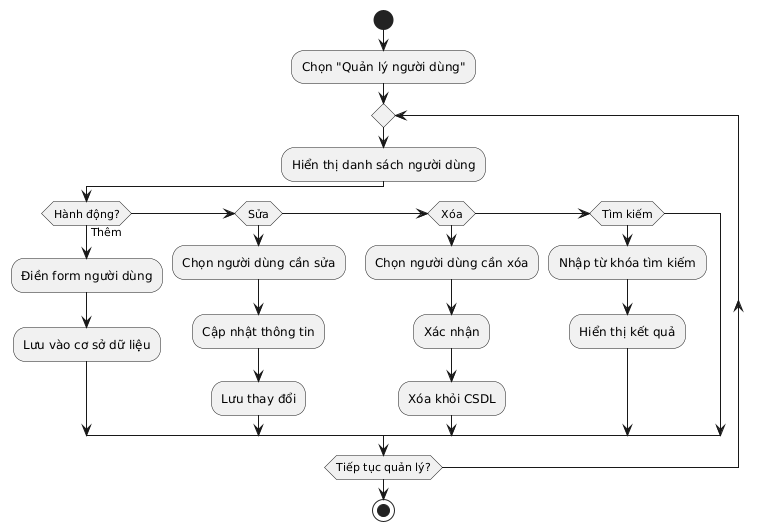 Chọn "Quản lý người dùng"
Hiển thị danh sách người dùng
Hành động?
Thêm
Điền form người dùng
Lưu vào cơ sở dữ liệu
Sửa
Chọn người dùng cần sửa
Cập nhật thông tin
Lưu thay đổi
Xóa
Chọn người dùng cần xóa
Xác nhận
Xóa khỏi CSDL
Tìm kiếm
Nhập từ khóa tìm kiếm
Hiển thị kết quả
Tiếp tục quản lý?